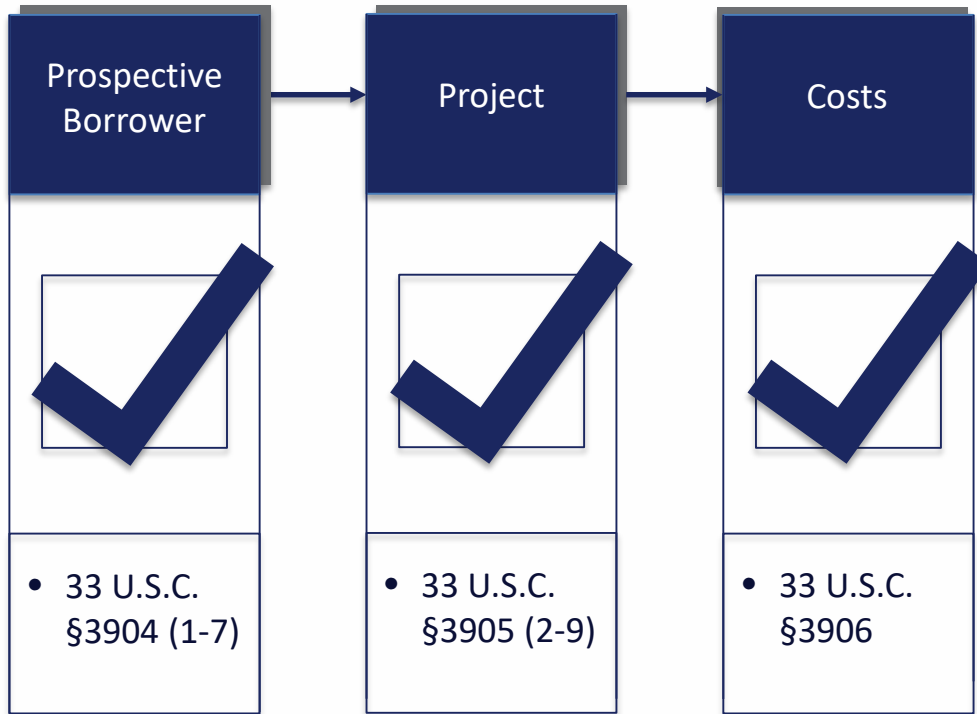 Prospective
Borrower
Project
Costs
• 33 U.S.C.
§3904 (1-7)
• 33 U.S.C.
§3905 (2-9)
• 33 U.S.C.
§3906